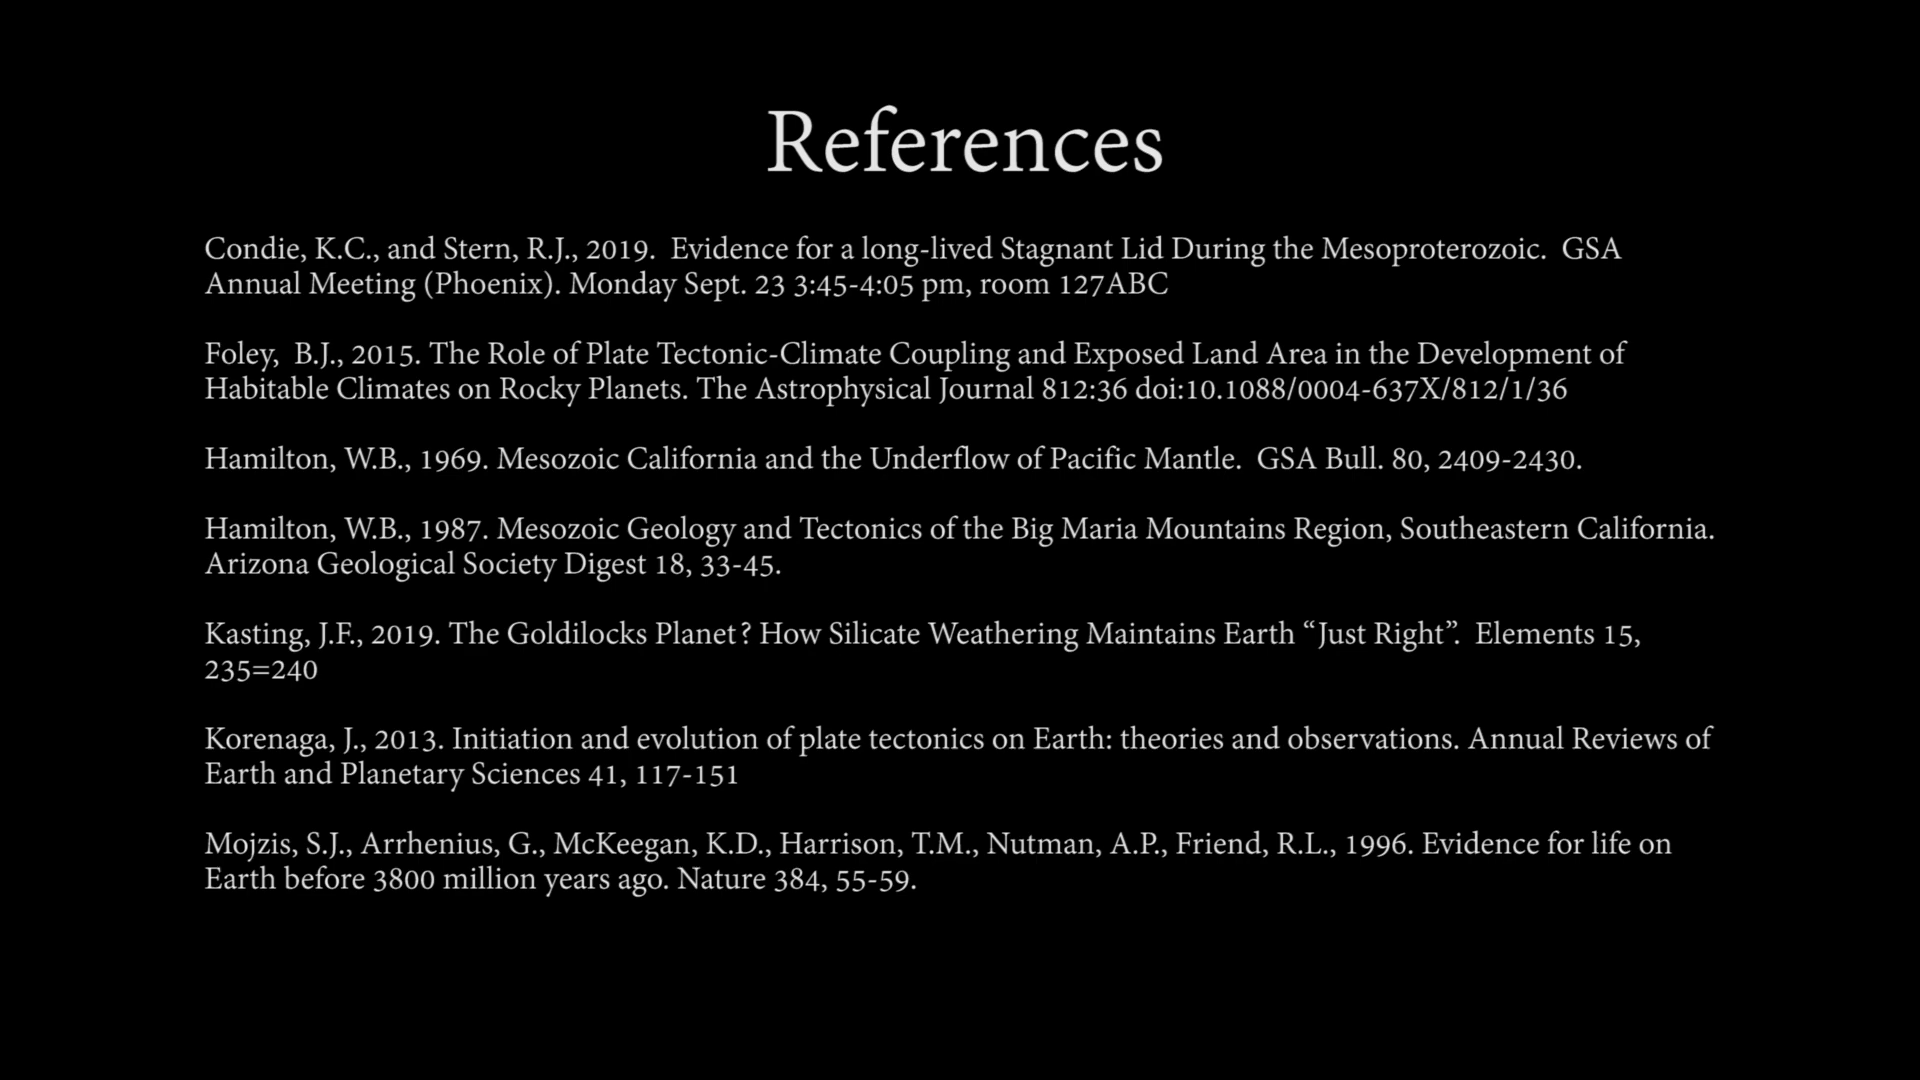 References
Condie, K.C., and Stern, R.J., 2019.  Evidence for a long-lived Stagnant Lid During the Mesoproterozoic.  GSA
Annual Meeting (Phoenix). Monday Sept. 23 3:45-4:05 pm, room 127ABC
Foley,  B.J., 2015. The Role of Plate Tectonic-Climate Coupling and Exposed Land Area in the Development of
Habitable Climates on Rocky Planets. The Astrophysical Journal 812:36 doi:10.1088/0004-637X/812/1/36
Hamilton, W.B., 1969. Mesozoic California and the Underflow of Pacific Mantle.  GSA Bull. 80, 2409-2430.
Hamilton, W.B., 1987. Mesozoic Geology and Tectonics of the Big Maria Mountains Region, Southeastern California.
Arizona Geological Society Digest 18, 33-45.
Kasting, J.F., 2019. The Goldilocks Planet? How Silicate Weathering Maintains Earth “Just Right”.  Elements 15,
235=240
Korenaga, J., 2013. Initiation and evolution of plate tectonics on Earth: theories and observations. Annual Reviews of
Earth and Planetary Sciences 41, 117-151
Mojzis, S.J., Arrhenius, G., McKeegan, K.D., Harrison, T.M., Nutman, A.P., Friend, R.L., 1996. Evidence for life on
Earth before 3800 million years ago. Nature 384, 55-59.